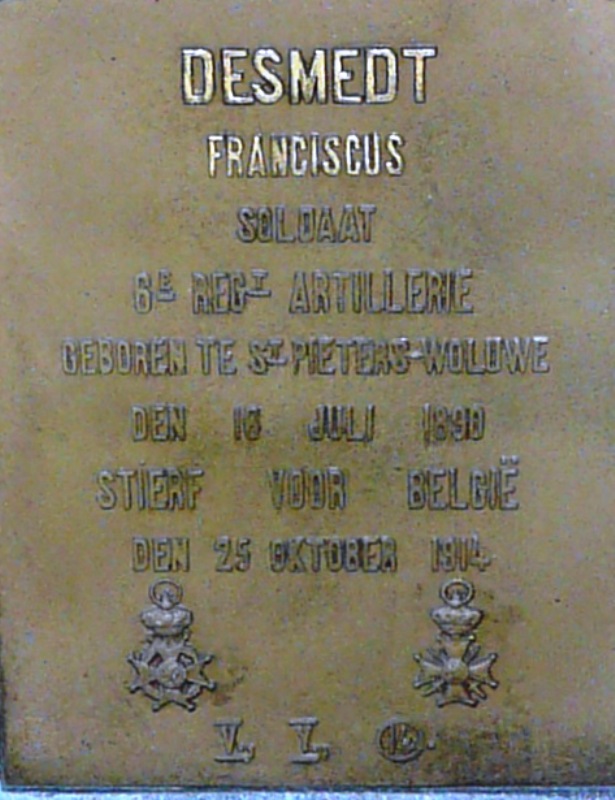 DESMEDT
FRANCISCUS
SOLDAAT
6E REGT ARTILLERIE
GEBOREN TE ST PIETERS-WOLUWE
DEN JULI 1890
STIERF VOOR BELGIË
DEN 25 OKTOBER 1914